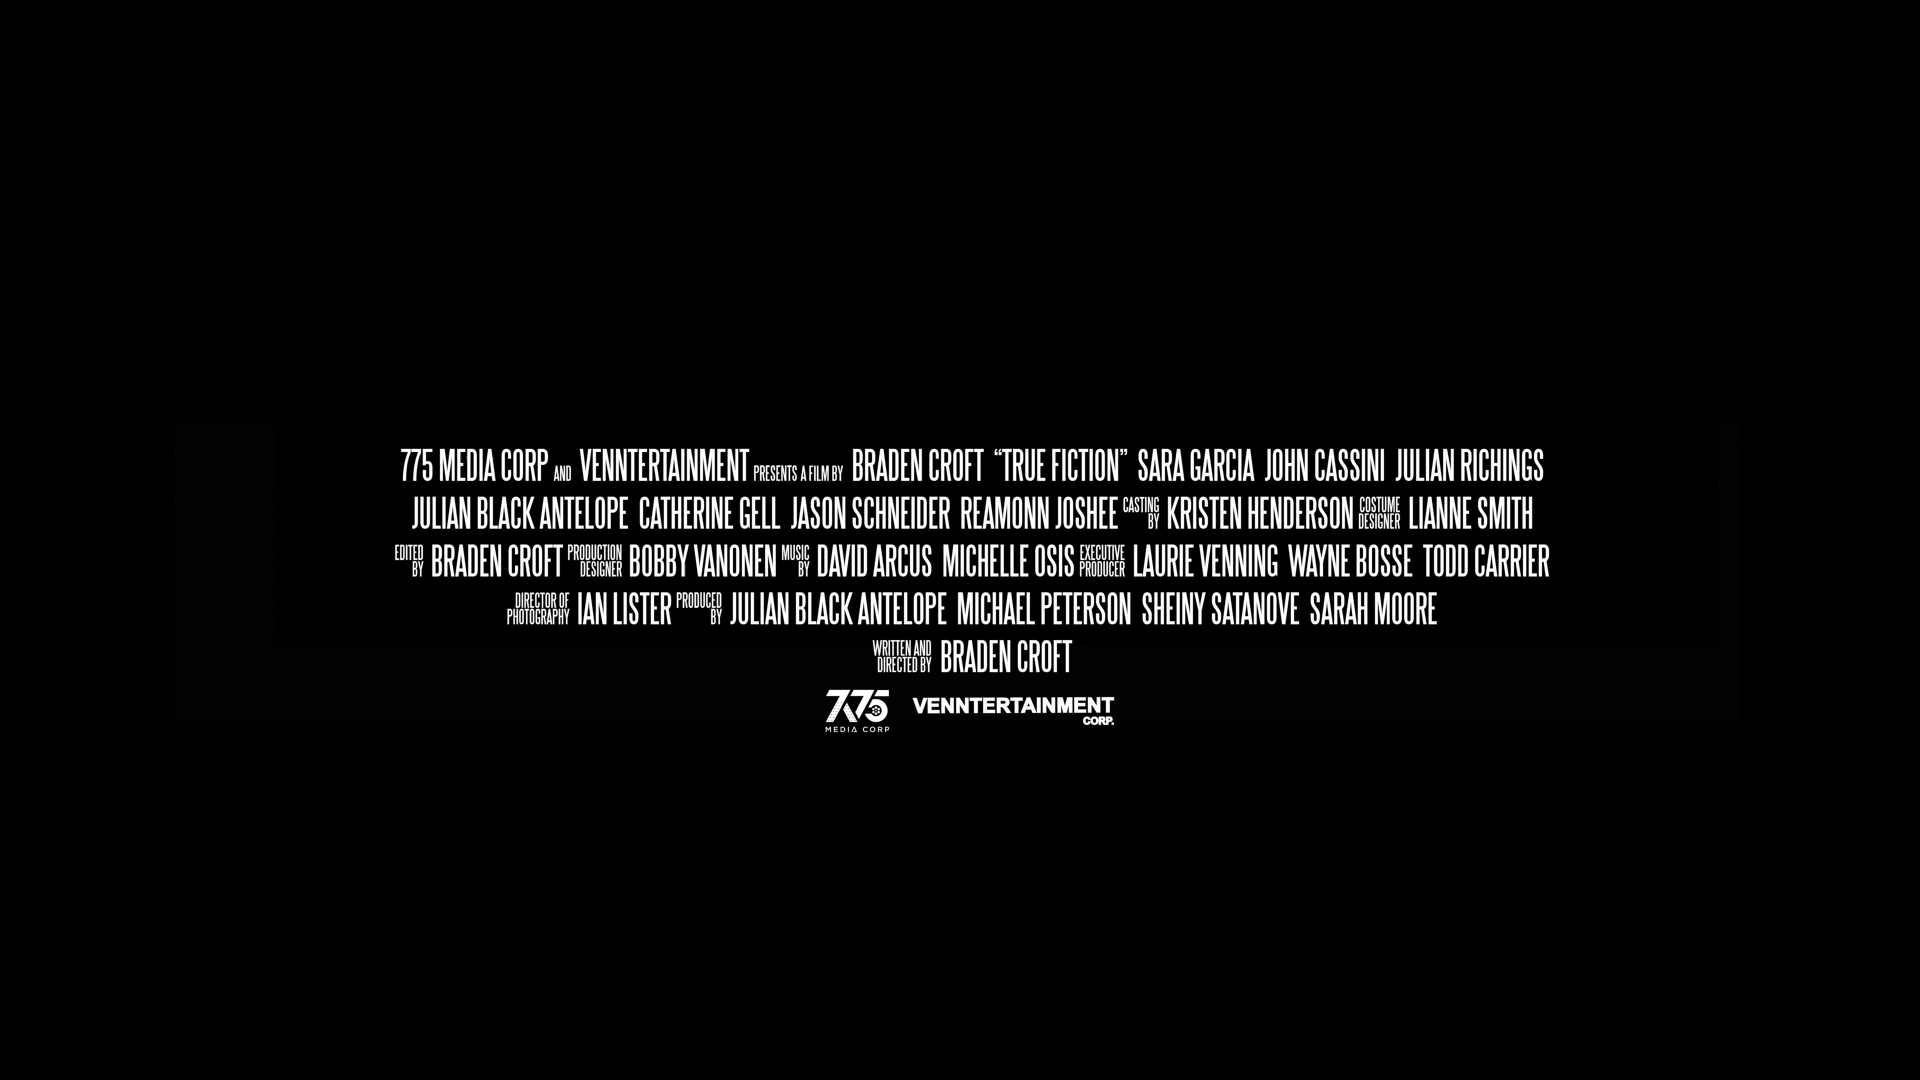 775 MEDIA CORP AND VENNTERTAINMENT PRESENTS A FILM BY BRADEN CROFT “TRUE FICTION” SARA GARCIA JOHN CASSINI JULIAN RICHINGS
JULIAN BLACK ANTELOPE CATHERINE GELL JASON SCHNEIDER REAMONN JOSHEE CASTING BY KRISTEN HENDERSON COSTUME DESIGNER LIANNE SMITH
EDITED BY BRADEN CROFT PRODUCTION DESIGNER BOBBY VANONEN MUSIC BY DAVID ARCUS MICHELLE OSIS EXECUTIVE PRODUCER LAURIE VENNING WAYNE BOSSE TODD CARRIER
DIRECTOR OF PHOTOGRAPHY IAN LISTER PRODUCED BY JULIAN BLACK ANTELOPE MICHAEL PETERSON SHEINY SATANOVE SARAH MOORE
WRITTEN AND DIRECTED BY BRADEN CROFT
775 VENNTERTAINMENT
MEDIA CORP CORP.